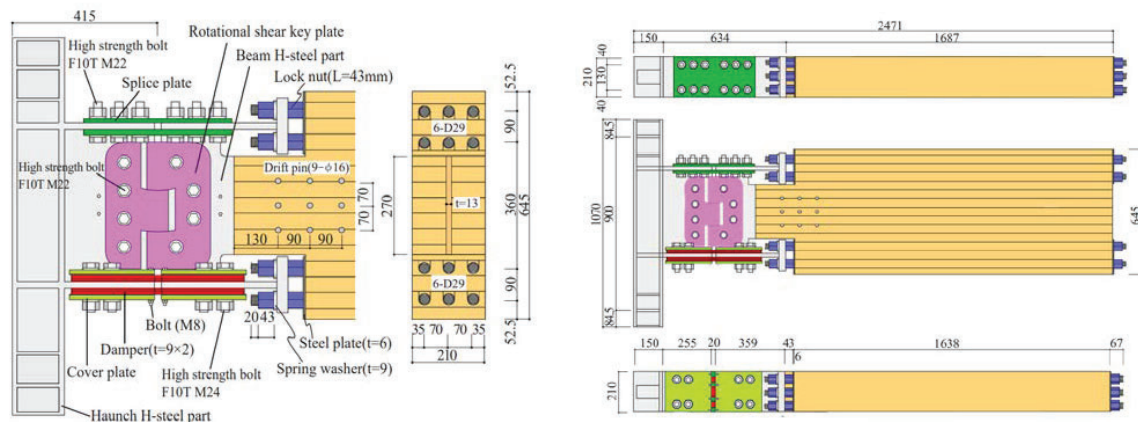 415
High strength bolt
F10T M22
Rotational shear key plate
Beam H-steel part
Lock nut(L=43mm)
Splice plate
High strength bolt
F10T M22
Drift pin(9-φ16)
70
70
130
90
90
270
Bolt (M8)
Damper(t=9×2)
Cover plate
High strength bolt
F10T M24
Haunch H-steel part
20
43
Steel plate(t=6)
Spring washer(t=9)
6-D29
t=13
6-D29
52.5
90
360
645
90
52.5
35
70
70
35
210
2471
150
634
1687
40
210
130
40
84.5
1070
900
84.5
645
150
255
20
359
43
6
1638
67
210